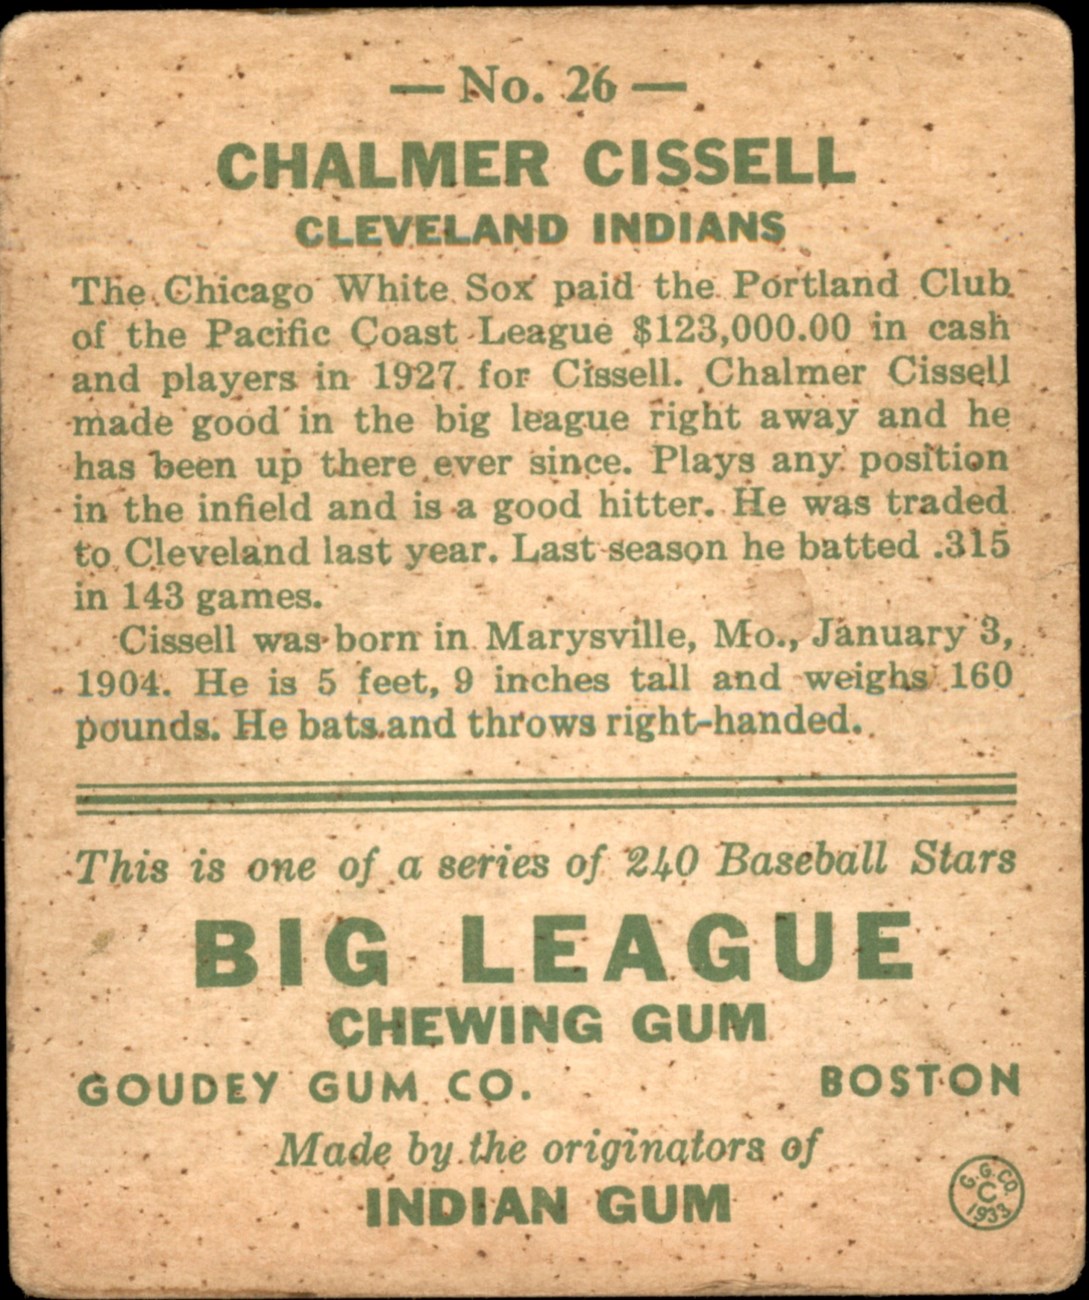 — No. 26 —
CHALMER CISSELL
CLEVELAND INDIANS
The Chicago White Sox paid the Portland Club
of the Pacific Coast League $123,000.00 in cash
and players in 1927 for Cissell. Chalmer Cissell
made good in the big league right away and he
has been up there ever since. Plays any position
in the infield and is a good hitter. He was traded
to Cleveland last year. Last season he batted .315
in 143 games.
Cissell was born in Marysville, Mo., January 3,
1904. He is 5 feet, 9 inches tall and weighs 160
pounds. He bats and throws right-handed.
This is one of a series of 240 Baseball Stars
BIG LEAGUE
CHEWING GUM
GOUDEY GUM CO. BOSTON
Made by the originators of
INDIAN GUM
G. G. CO.
C
1933